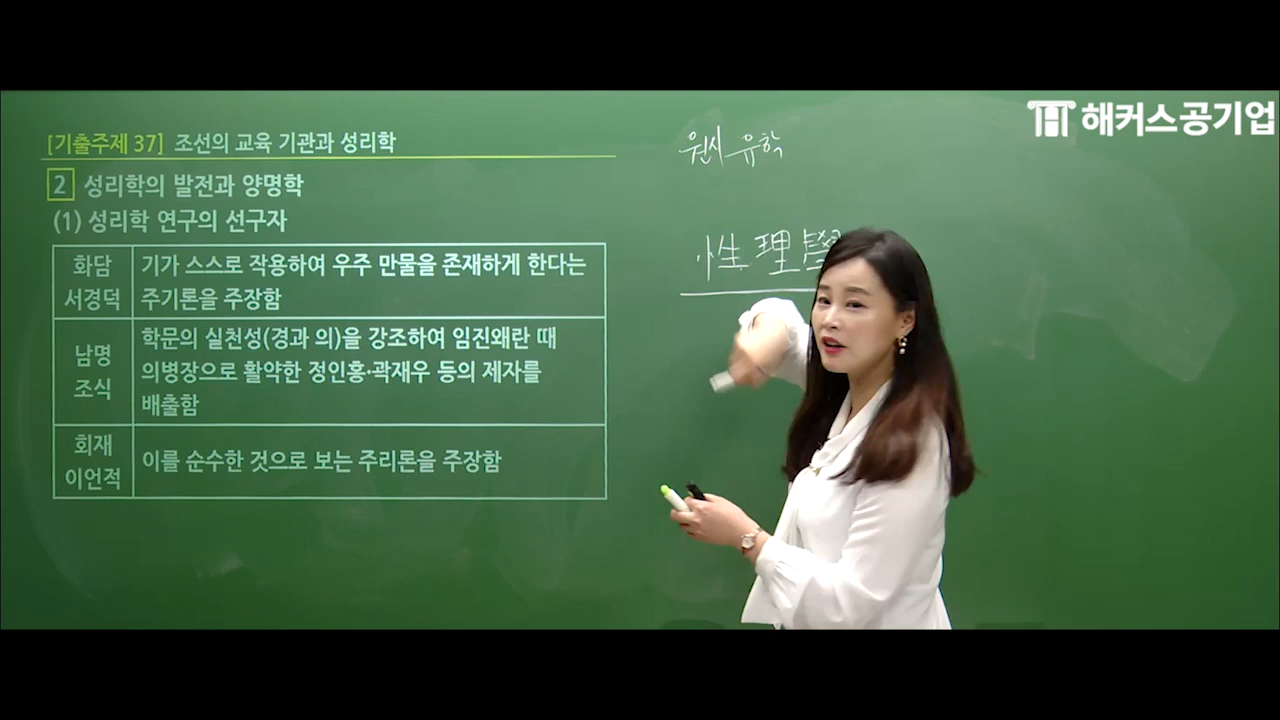 해커스공기업
[기출주제 37] 조선의 교육 기관과 성리학
2 성리학의 발전과 양명학
(1) 성리학 연구의 선구자
화담
서경덕
기가 스스로 작용하여 우주 만물을 존재하게 한다는
주기론을 주장함
남명
조식
학문의 실천성(경과 의)을 강조하여 임진왜란 때
의병장으로 활약한 정인홍·곽재우 등의 제자를
배출함
회재
이언적
이를 순수한 것으로 보는 주리론을 주장함
원시 유학
性理學